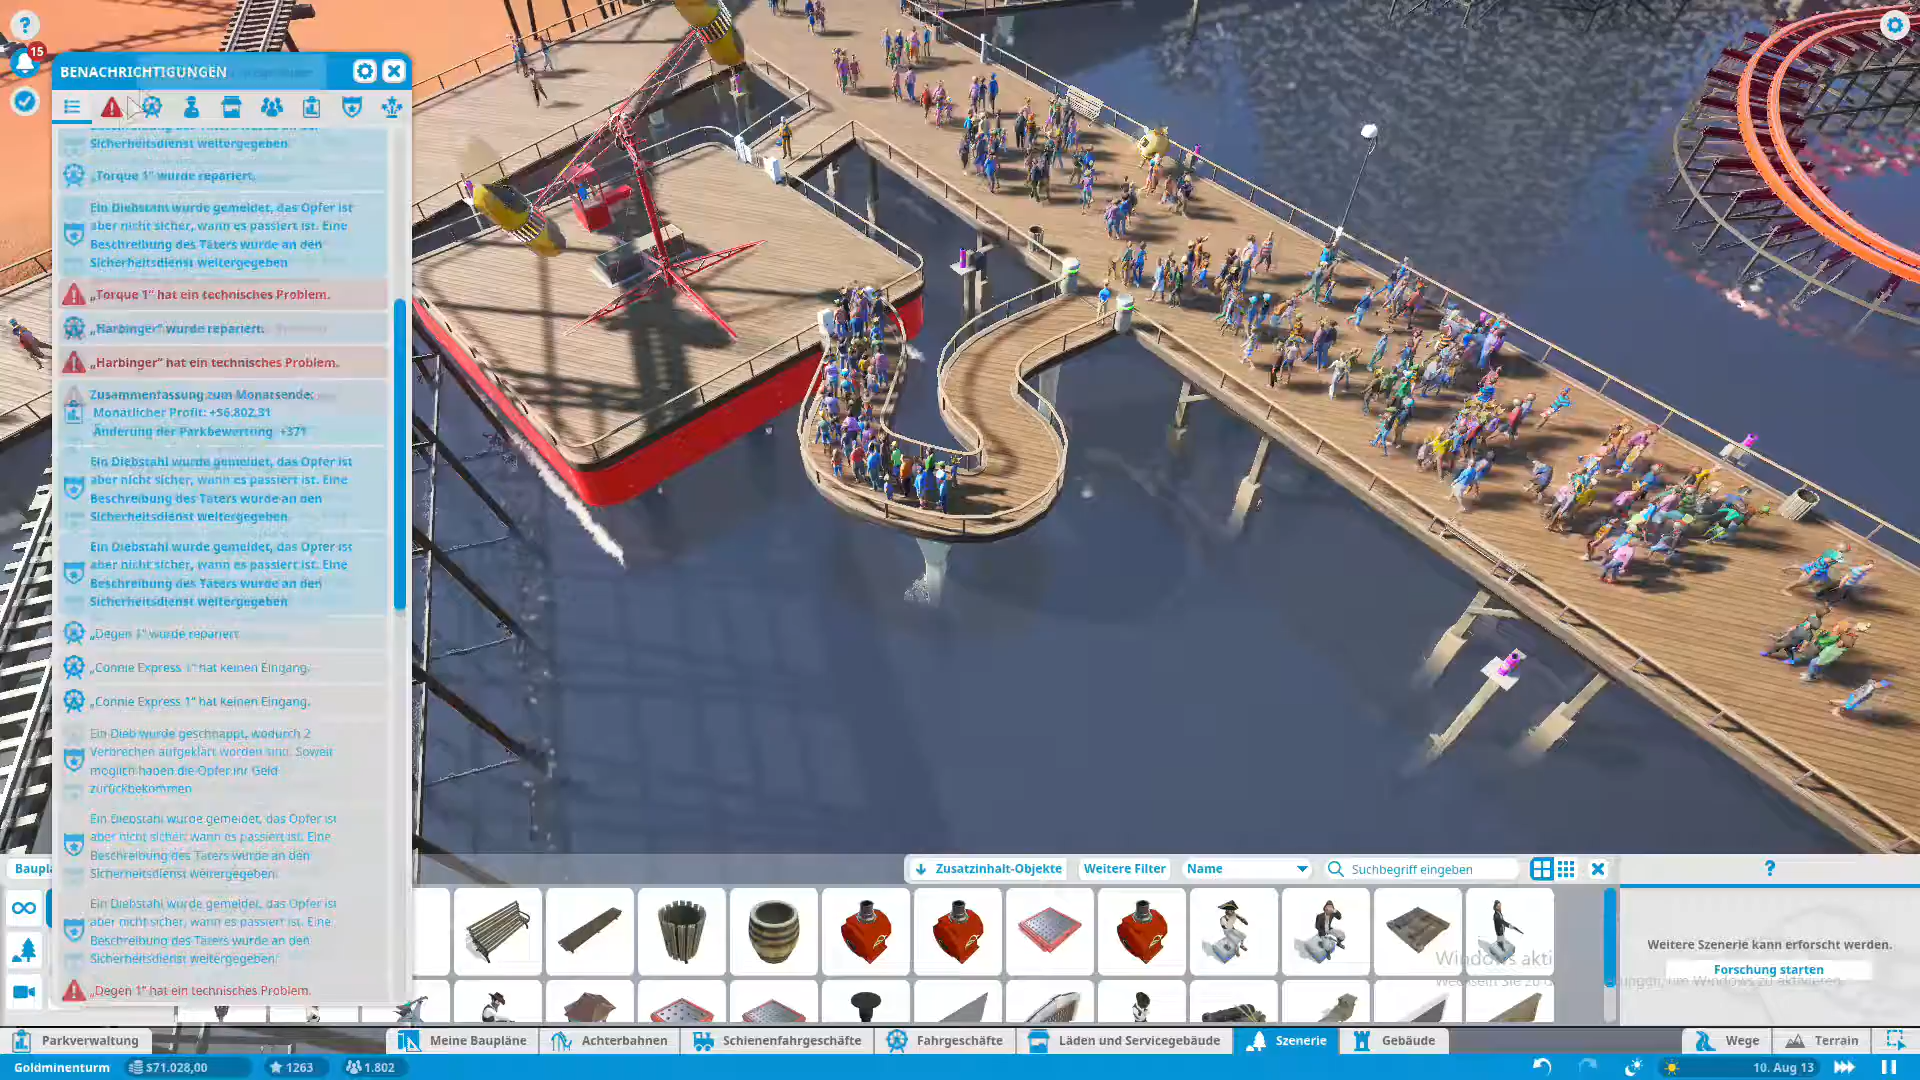 ?
15
BENACHRICHTIGUNGEN
Sicherheitsdienst weitergegeben
„Torque 1“ wurde repariert.
Ein Diebstahl wurde gemeldet, das Opfer ist
aber nicht sicher, wann es passiert ist. Eine
Beschreibung des Täters wurde an den
Sicherheitsdienst weitergegeben
„Torque 1“ hat ein technisches Problem.
„Harbinger“ wurde repariert.
„Harbinger“ hat ein technisches Problem.
Zusammenfassung zum Monatsende:
Monatlicher Profit: +56.802,31
Änderung der Parkbewertung +371
Ein Diebstahl wurde gemeldet, das Opfer ist
aber nicht sicher, wann es passiert ist. Eine
Beschreibung des Täters wurde an den
Sicherheitsdienst weitergegeben
Ein Diebstahl wurde gemeldet, das Opfer ist
aber nicht sicher, wann es passiert ist. Eine
Beschreibung des Täters wurde an den
Sicherheitsdienst weitergegeben
„Degen 1“ wurde repariert
„Connie Express 1“ hat keinen Eingang.
„Connie Express 1“ hat keinen Eingang.
Ein Dieb wurde geschnappt, wodurch 2
Verbrechen aufgeklärt worden sind. Soweit
möglich haben die Opfer ihr Geld
zurückbekommen
Ein Diebstahl wurde gemeldet, das Opfer ist
aber nicht sicher, wann es passiert ist. Eine
Beschreibung des Täters wurde an den
Sicherheitsdienst weitergegeben.
Ein Diebstahl wurde gemeldet, das Opfer ist
aber nicht sicher, wann es passiert ist. Eine
Beschreibung des Täters wurde an den
Sicherheitsdienst weitergegeben.
„Degen 1“ hat ein technisches Problem.
Zusatzinhalt-Objekte
Weitere Filter
Name
Suchbegriff eingeben
?
Weitere Szenerie kann erforscht werden.
Forschung starten
Windows akti
Parkverwaltung
Meine Baupläne
Achterbahnen
Schienenfahrgeschäfte
Fahrgeschäfte
Läden und Servicegebäude
Szenerie
Gebäude
Wege
Terrain
Goldminenturm
$71.028,00
1263
1.802
10. Aug 13